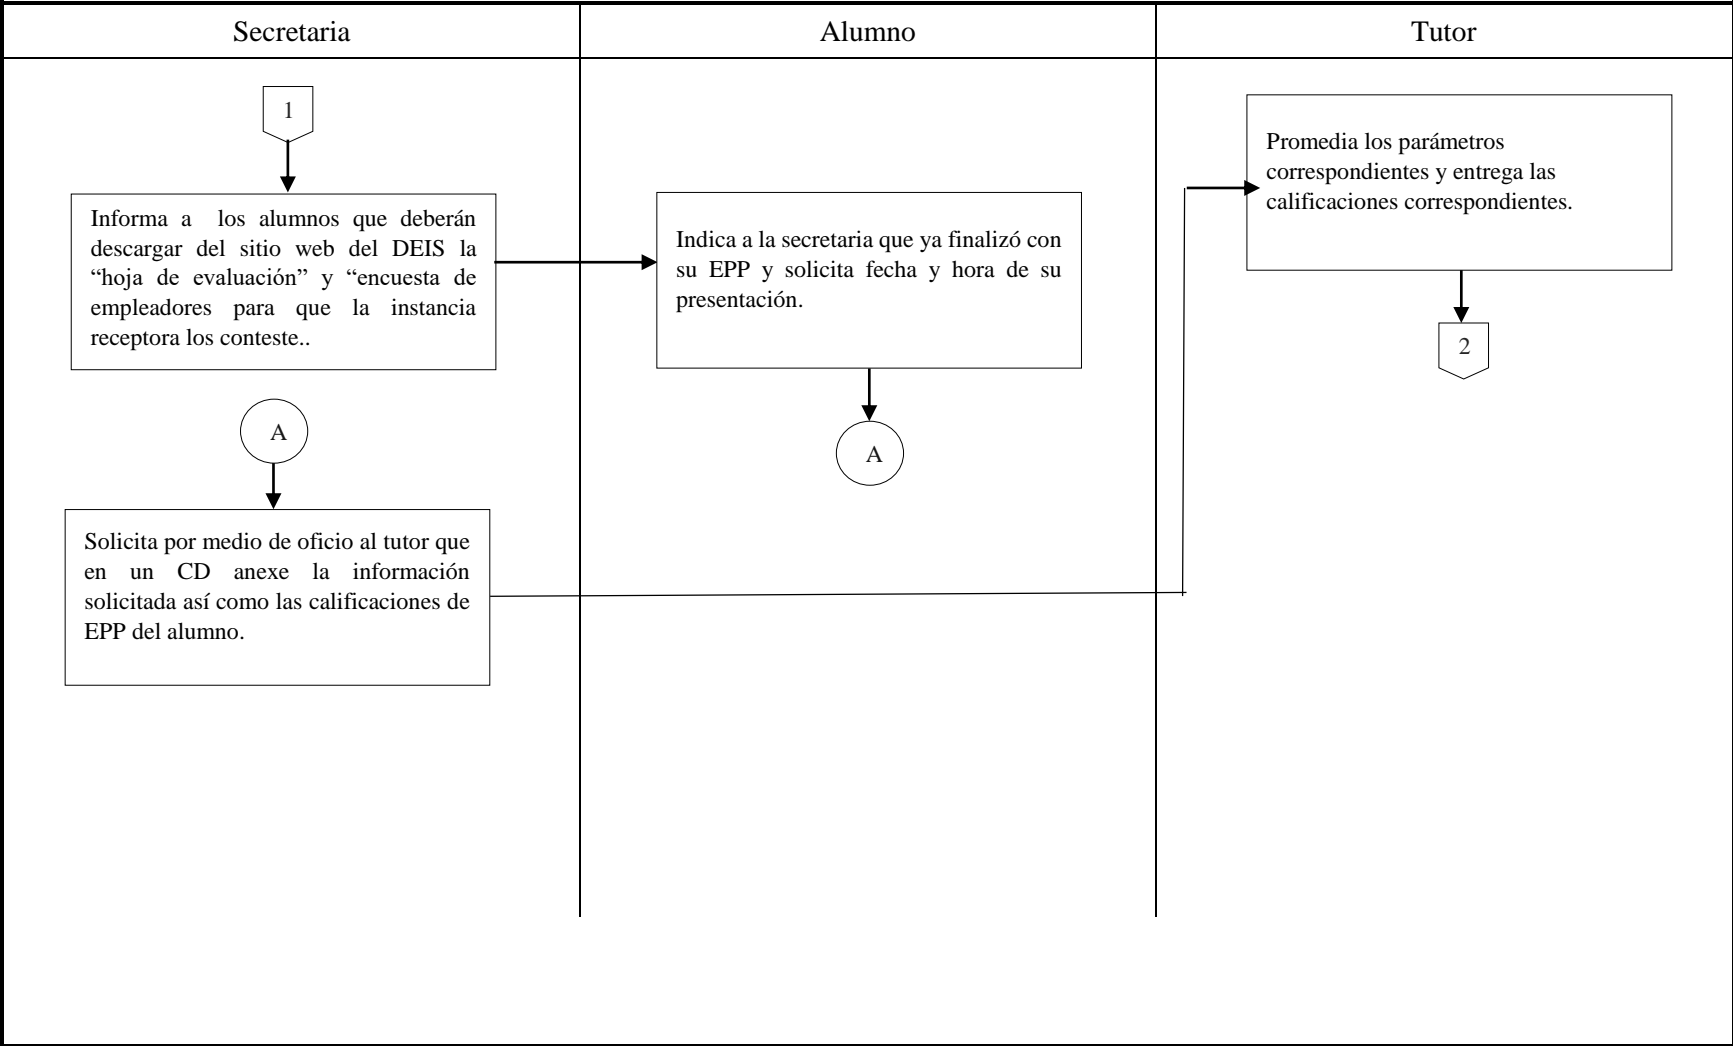 Secretaria
Alumno
Tutor
1
Informa a los alumnos que deberán
descargar del sitio web del DEIS la
“hoja de evaluación” y “encuesta de
empleadores para que la instancia
receptora los conteste..
A
Solicita por medio de oficio al tutor que
en un CD anexe la información
solicitada así como las calificaciones de
EPP del alumno.
Indica a la secretaria que ya finalizó con
su EPP y solicita fecha y hora de su
presentación.
A
Promedia los parámetros
correspondientes y entrega las
calificaciones correspondientes.
2